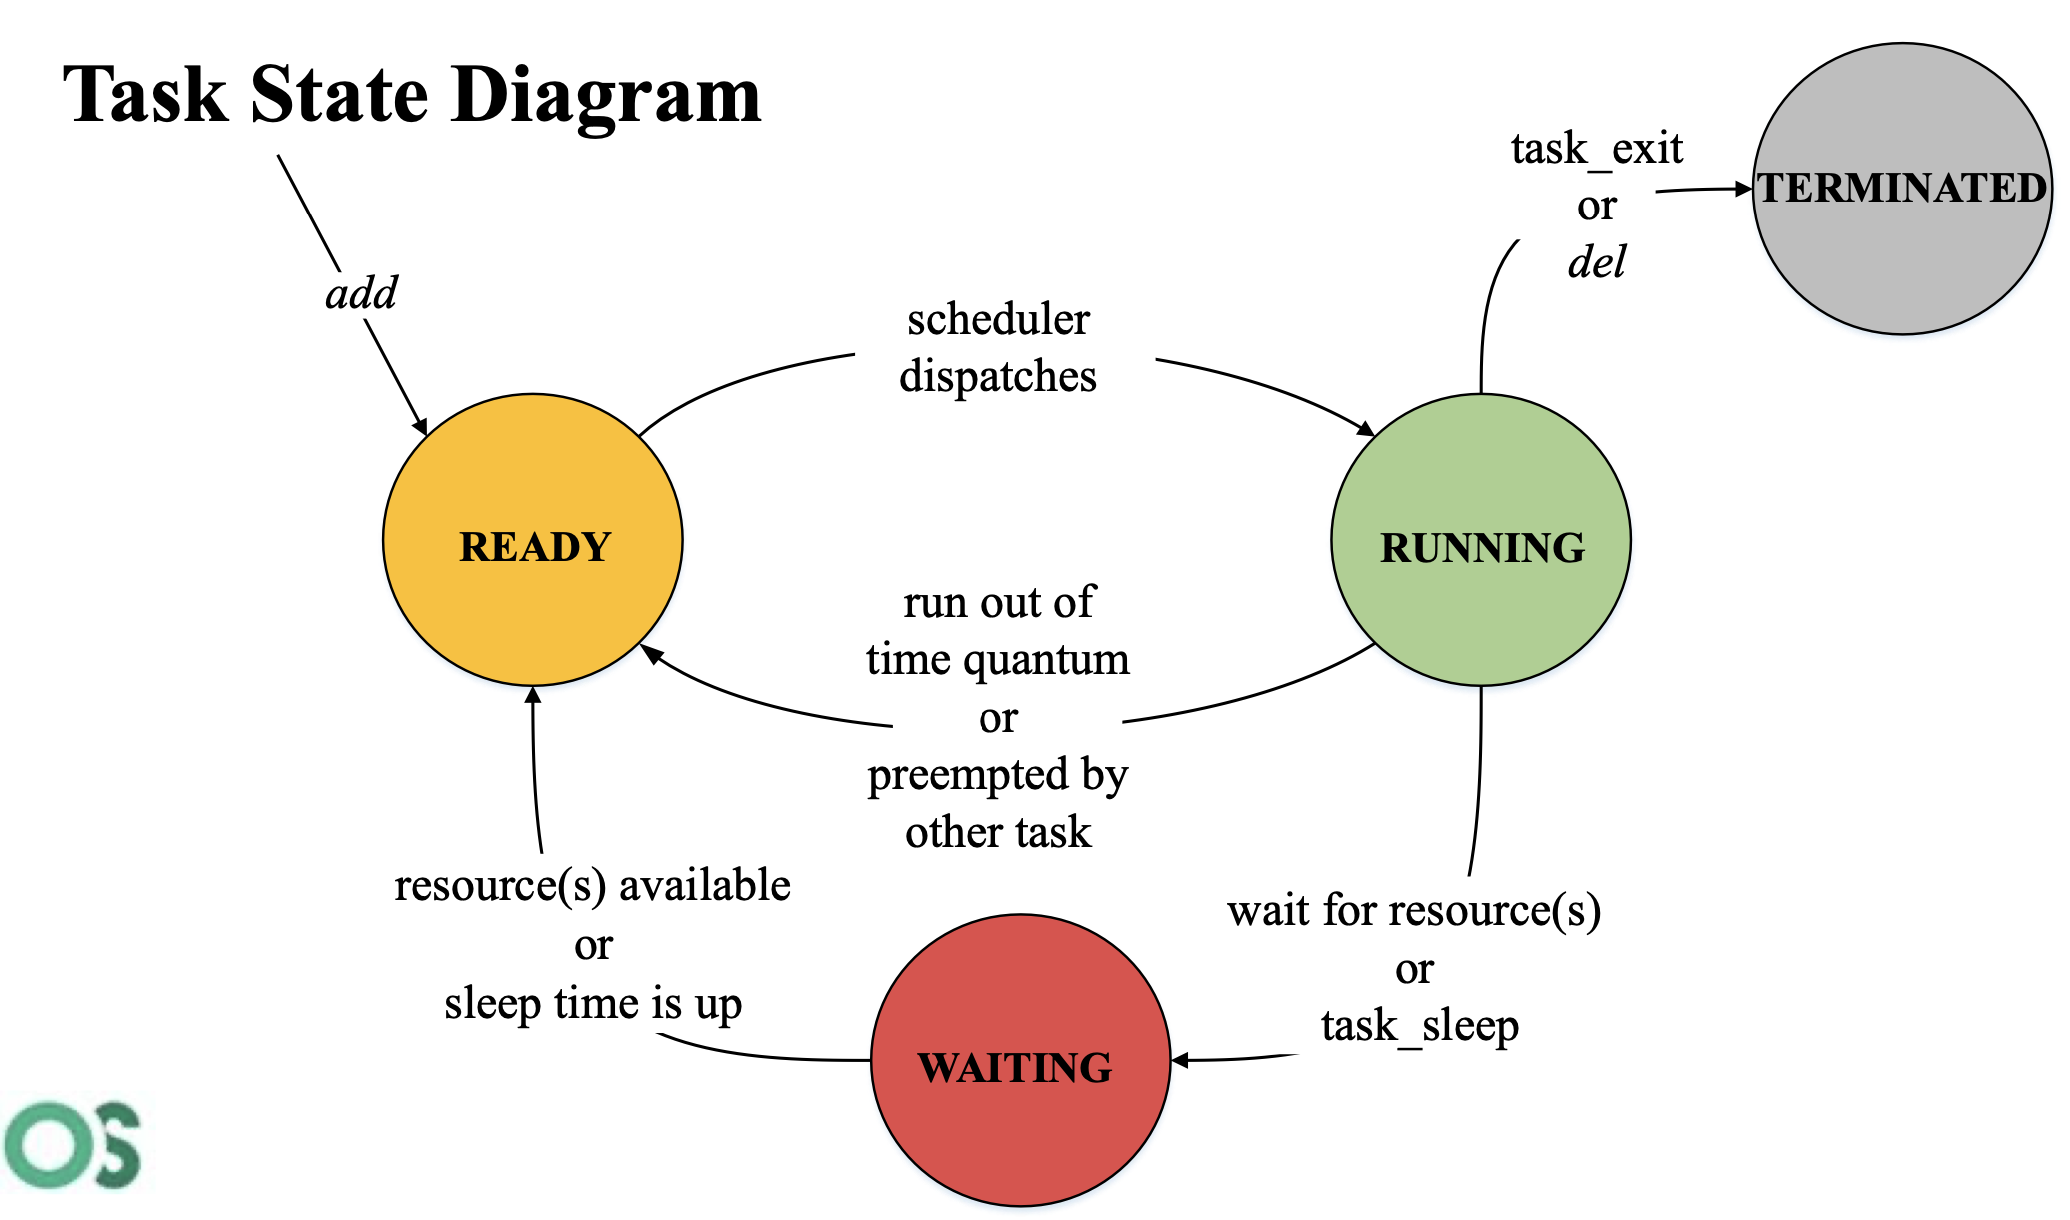 Task State Diagram
task_exit
or
del
TERMINATED
add
scheduler
dispatches
READY
RUNNING
run out of
time quantum
or
preempted by
other task
resource(s) available
or
sleep time is up
wait for resource(s)
or
task_sleep
WAITING
OS